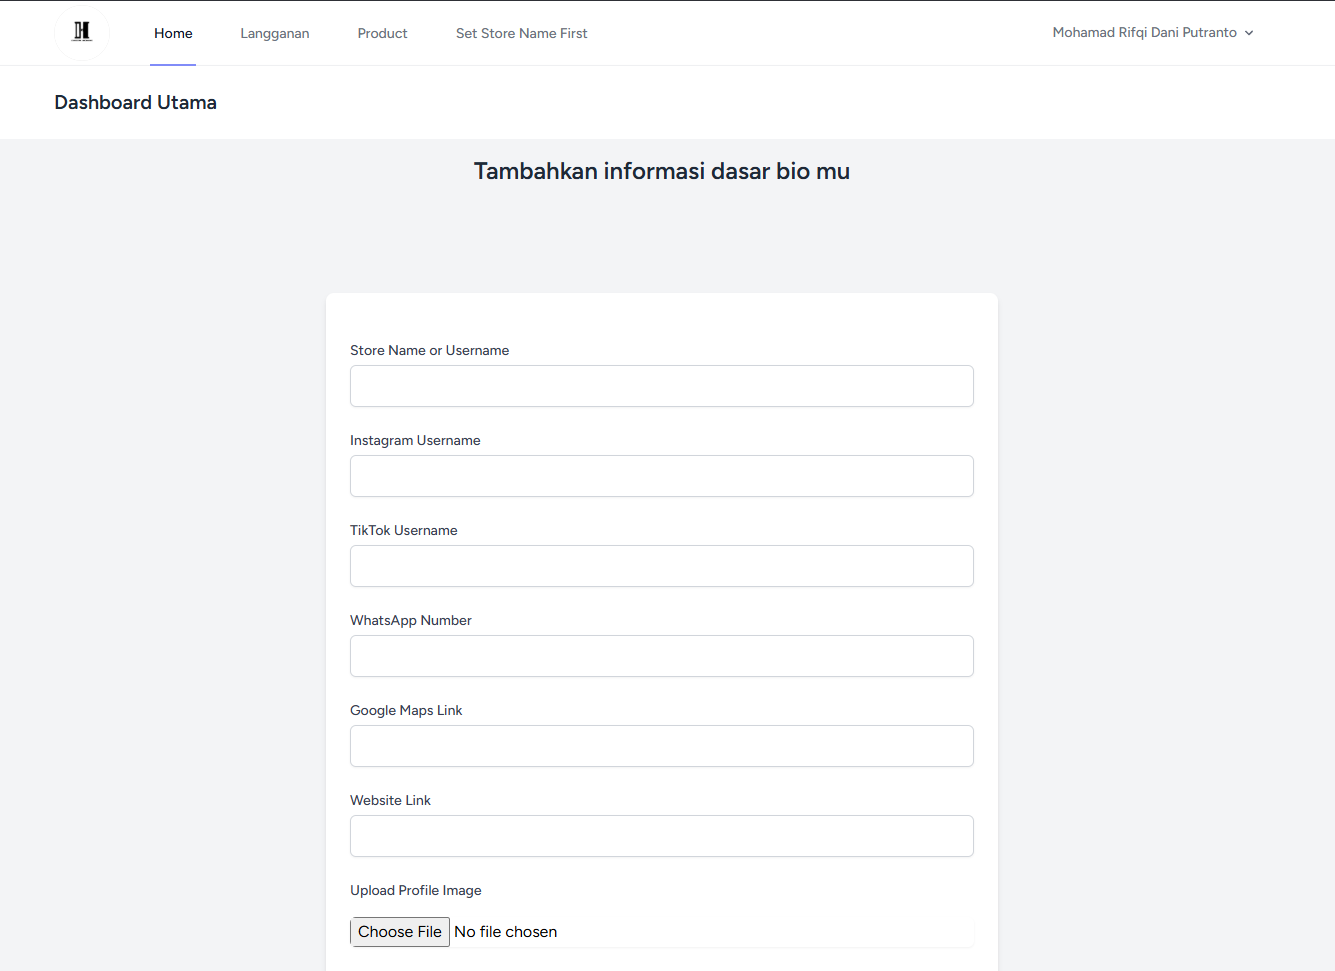 Home Langganan Product Set Store Name First Mohamad Rifqi Dani Putranto
Dashboard Utama
Tambahkan informasi dasar bio mu
Store Name or Username
Instagram Username
TikTok Username
WhatsApp Number
Google Maps Link
Website Link
Upload Profile Image
Choose File No file chosen